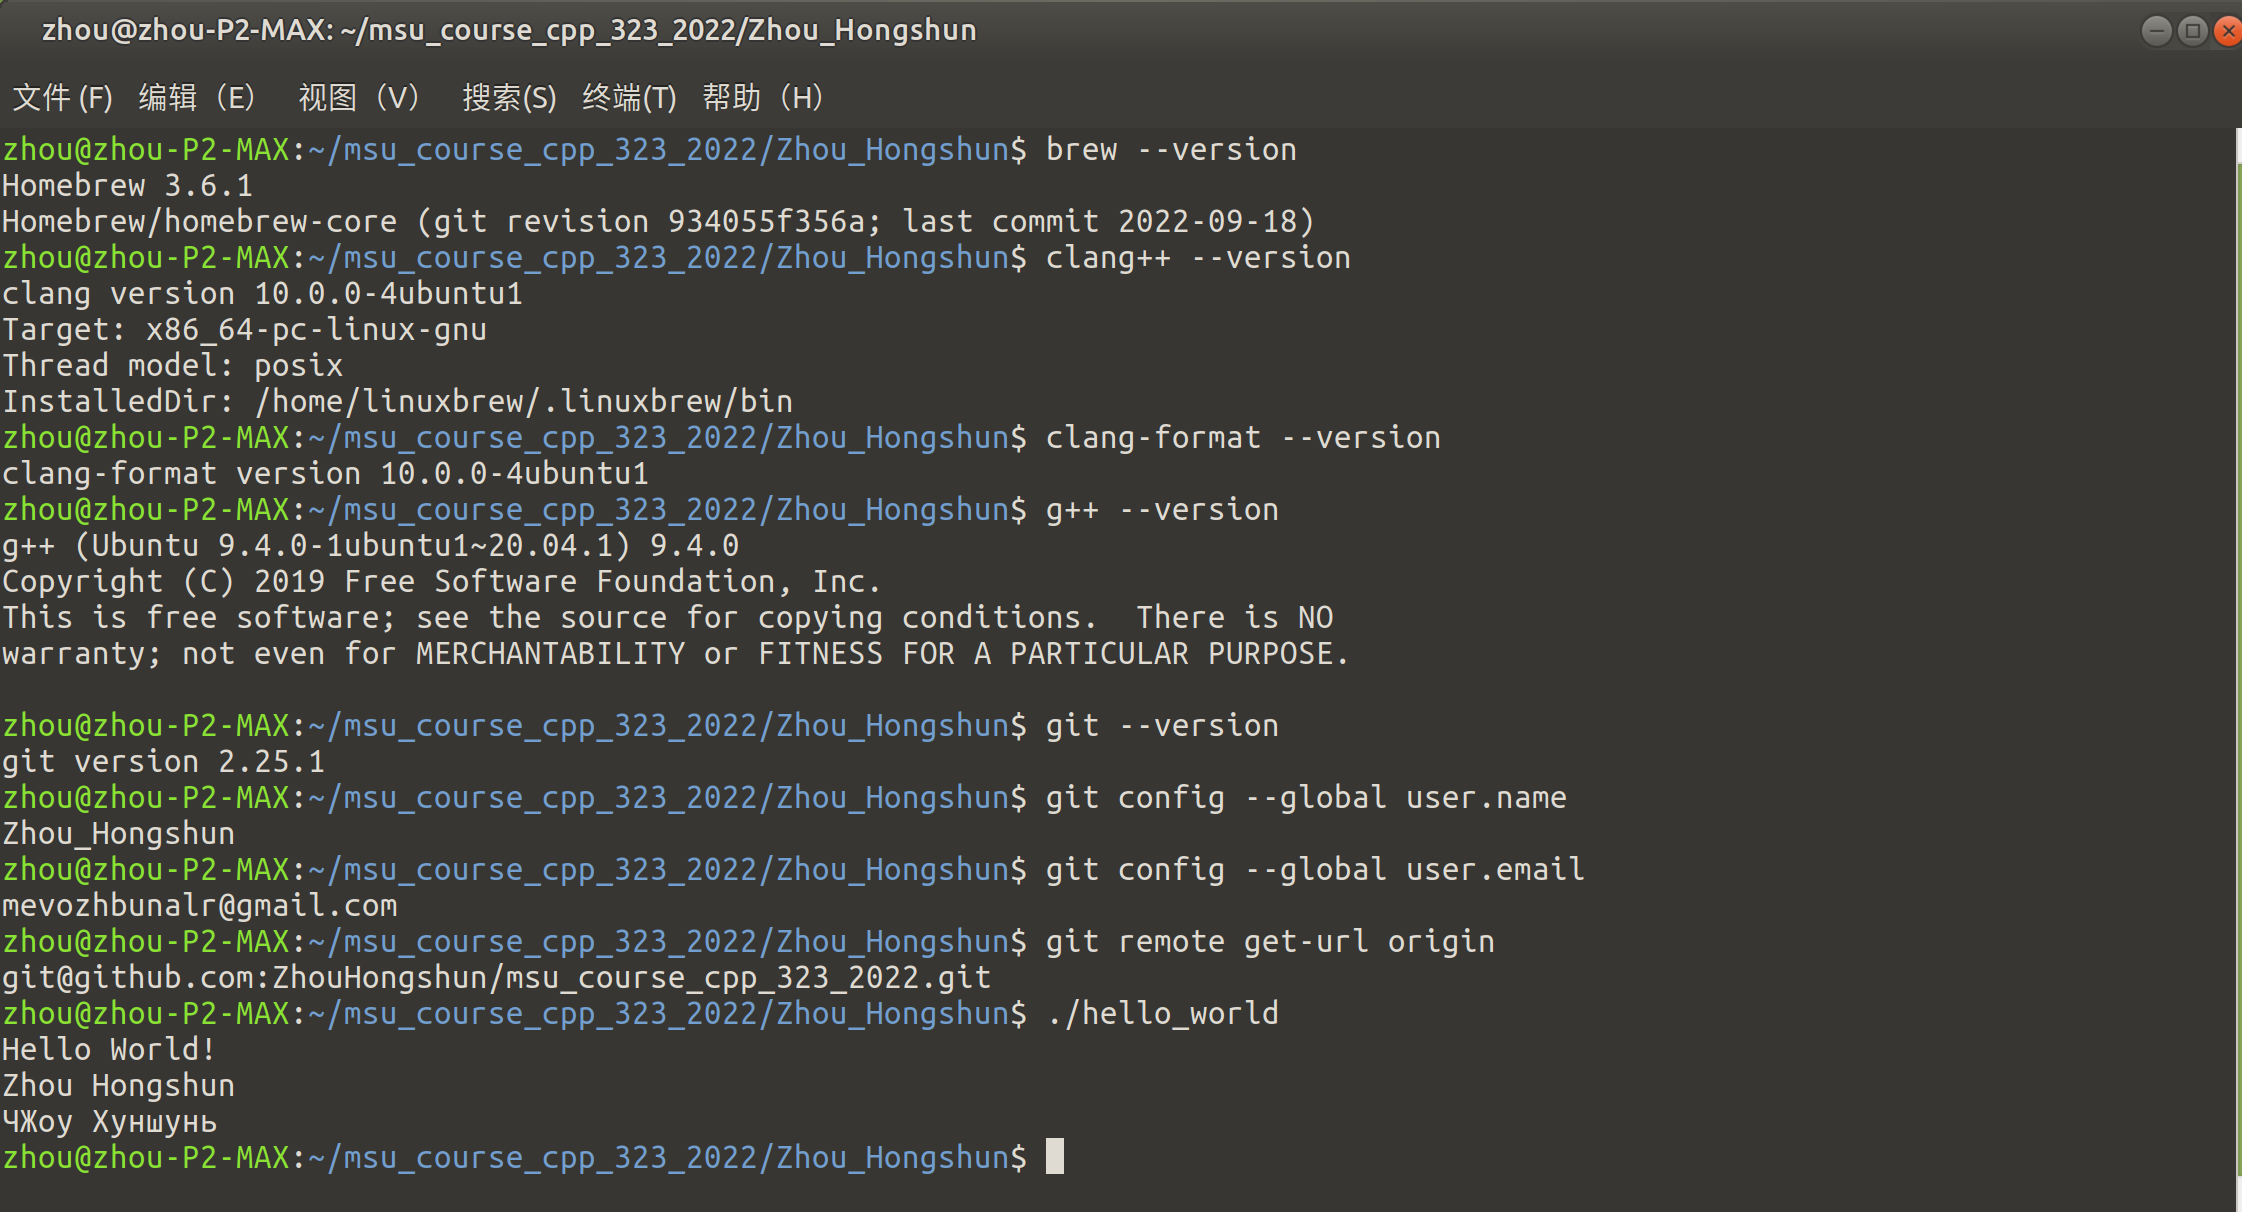 zhou@zhou-P2-MAX: ~/msu_course_cpp_323_2022/Zhou_Hongshun
文件 (F) 编辑（E） 视图（V） 搜索(S) 终端(T) 帮助（H）
zhou@zhou-P2-MAX:~/msu_course_cpp_323_2022/Zhou_Hongshun$ brew --version
Homebrew 3.6.1
Homebrew/homebrew-core (git revision 934055f356a; last commit 2022-09-18)
zhou@zhou-P2-MAX:~/msu_course_cpp_323_2022/Zhou_Hongshun$ clang++ --version
clang version 10.0.0-4ubuntu1
Target: x86_64-pc-linux-gnu
Thread model: posix
InstalledDir: /home/linuxbrew/.linuxbrew/bin
zhou@zhou-P2-MAX:~/msu_course_cpp_323_2022/Zhou_Hongshun$ clang-format --version
clang-format version 10.0.0-4ubuntu1
zhou@zhou-P2-MAX:~/msu_course_cpp_323_2022/Zhou_Hongshun$ g++ --version
g++ (Ubuntu 9.4.0-1ubuntu1~20.04.1) 9.4.0
Copyright (C) 2019 Free Software Foundation, Inc.
This is free software; see the source for copying conditions.  There is NO
warranty; not even for MERCHANTABILITY or FITNESS FOR A PARTICULAR PURPOSE.
zhou@zhou-P2-MAX:~/msu_course_cpp_323_2022/Zhou_Hongshun$ git --version
git version 2.25.1
zhou@zhou-P2-MAX:~/msu_course_cpp_323_2022/Zhou_Hongshun$ git config --global user.name
Zhou_Hongshun
zhou@zhou-P2-MAX:~/msu_course_cpp_323_2022/Zhou_Hongshun$ git config --global user.email
mevozhbunalr@gmail.com
zhou@zhou-P2-MAX:~/msu_course_cpp_323_2022/Zhou_Hongshun$ git remote get-url origin
git@github.com:ZhouHongshun/msu_course_cpp_323_2022.git
zhou@zhou-P2-MAX:~/msu_course_cpp_323_2022/Zhou_Hongshun$ ./hello_world
Hello World!
Zhou Hongshun
ЧЖоу Хуншунь
zhou@zhou-P2-MAX:~/msu_course_cpp_323_2022/Zhou_Hongshun$